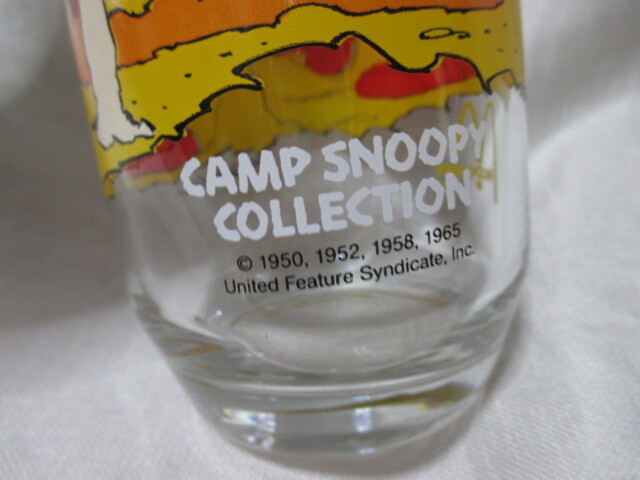 CAMP SNOOPY
COLLECTION
© 1950, 1952, 1958, 1965
United Feature Syndicate, Inc.